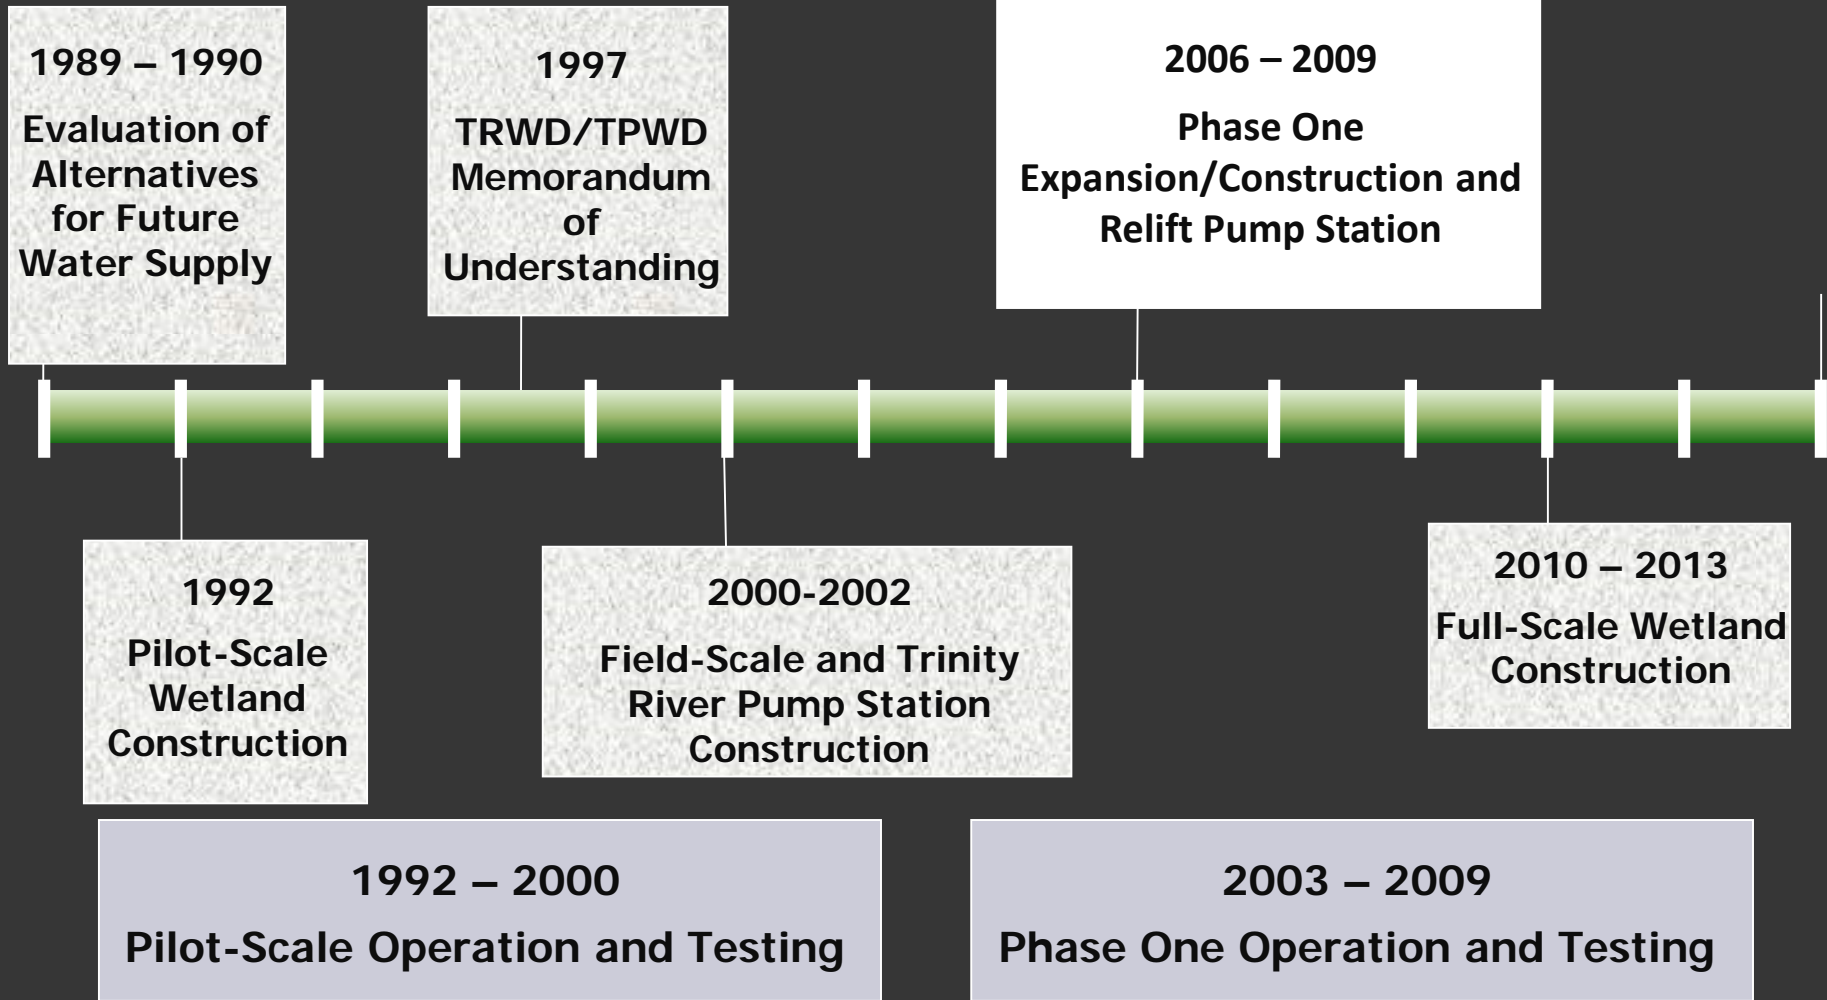 1989 – 1990
Evaluation of
Alternatives
for Future
Water Supply
1997
TRWD/TPWD
Memorandum
of
Understanding
2006 – 2009
Phase One
Expansion/Construction and
Relift Pump Station
1992
Pilot-Scale
Wetland
Construction
2000-2002
Field-Scale and Trinity
River Pump Station
Construction
2010 – 2013
Full-Scale Wetland
Construction
1992 – 2000
Pilot-Scale Operation and Testing
2003 – 2009
Phase One Operation and Testing